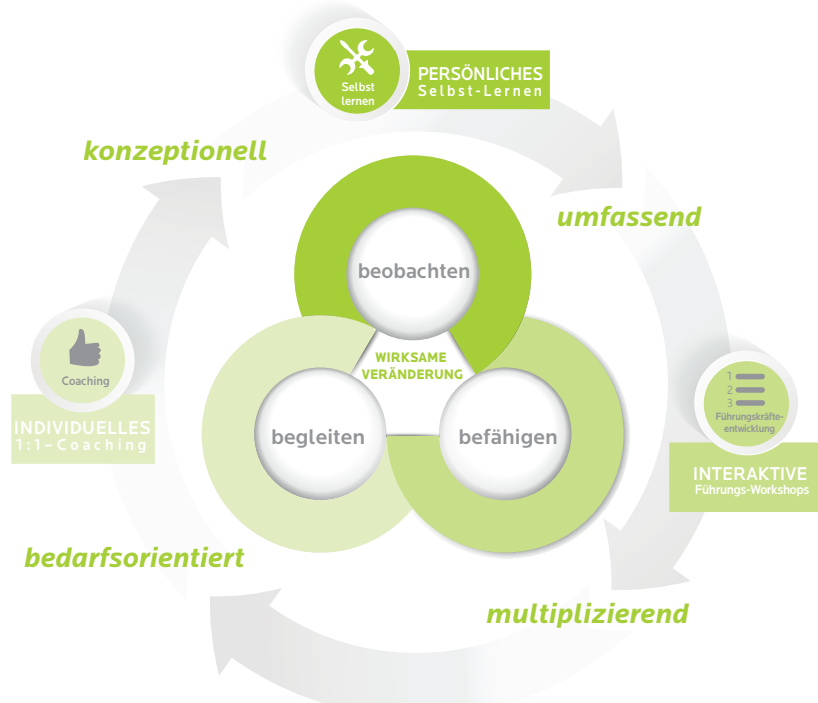 Selbst
lernen
PERSÖNLICHES
Selbst-Lernen
konzeptionell
umfassend
beobachten
WIRKSAME
VERÄNDERUNG
begleiten
befähigen
Coaching
INDIVIDUELLES
1:1-Coaching
1
2
3
Führungskräfte-
entwicklung
INTERAKTIVE
Führungs-Workshops
bedarfsorientiert
multiplizierend